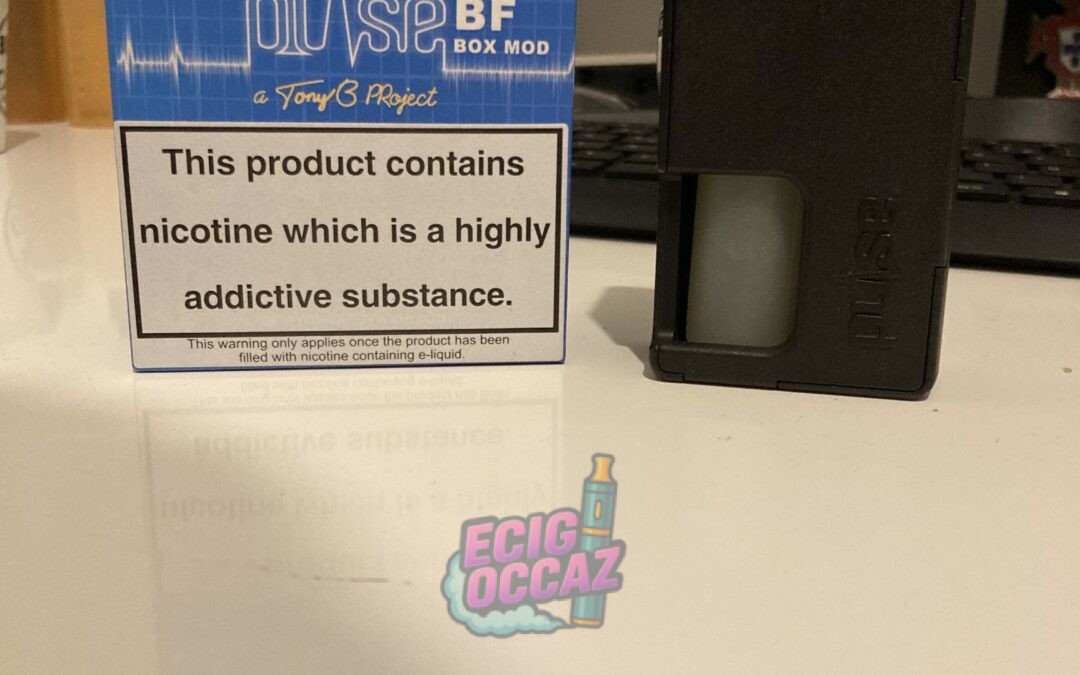 pulse BF
BOX MOD
a Tony B PRoject
This product contains
nicotine which is a highly
addictive substance.
This warning only applies once the product has been
filled with nicotine containing e-liquid.
pulse
ECIG
OCCAZ